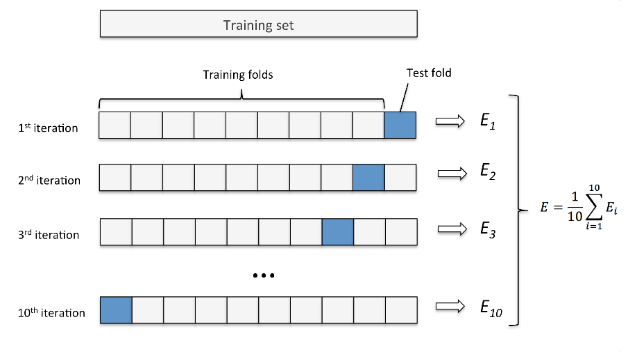 Training set
Training folds
Test fold
1st iteration
E1
2nd iteration
E2
3rd iteration
E3
E = 1/10 10∑i=1 Ei
...
10th iteration
E10